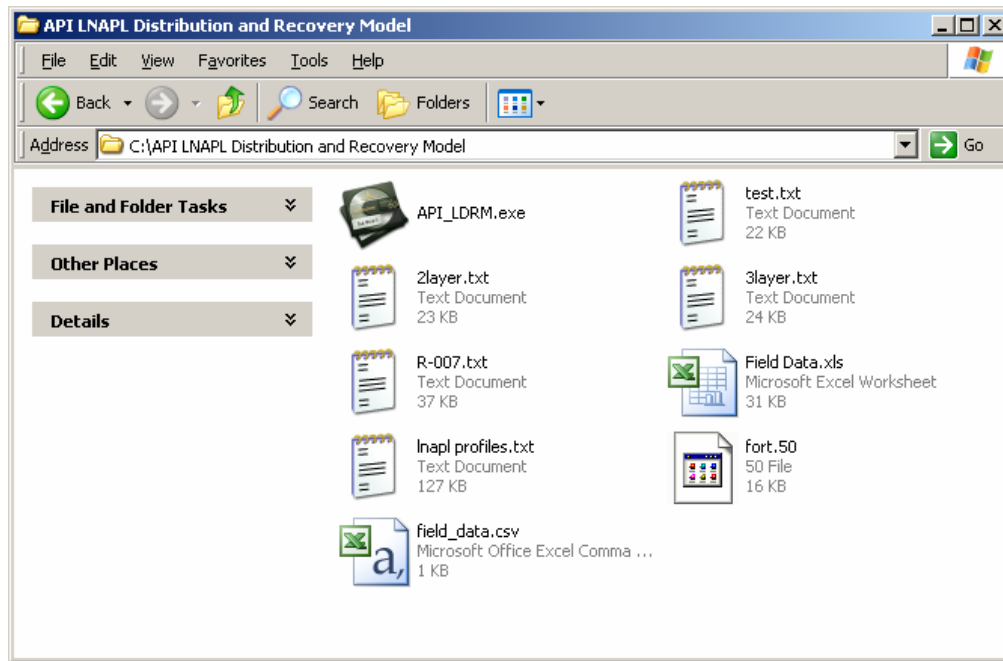 API LNAPL Distribution and Recovery Model
File Edit View Favorites Tools Help
Back Search Folders
Address C:\API LNAPL Distribution and Recovery Model Go
File and Folder Tasks
Other Places
Details
API_LDRM.exe
test.txt
Text Document
22 KB
2layer.txt
Text Document
23 KB
3layer.txt
Text Document
24 KB
R-007.txt
Text Document
37 KB
Field Data.xls
Microsoft Excel Worksheet
31 KB
lnapl profiles.txt
Text Document
127 KB
fort.50
50 File
16 KB
field_data.csv
Microsoft Office Excel Comma ...
1 KB